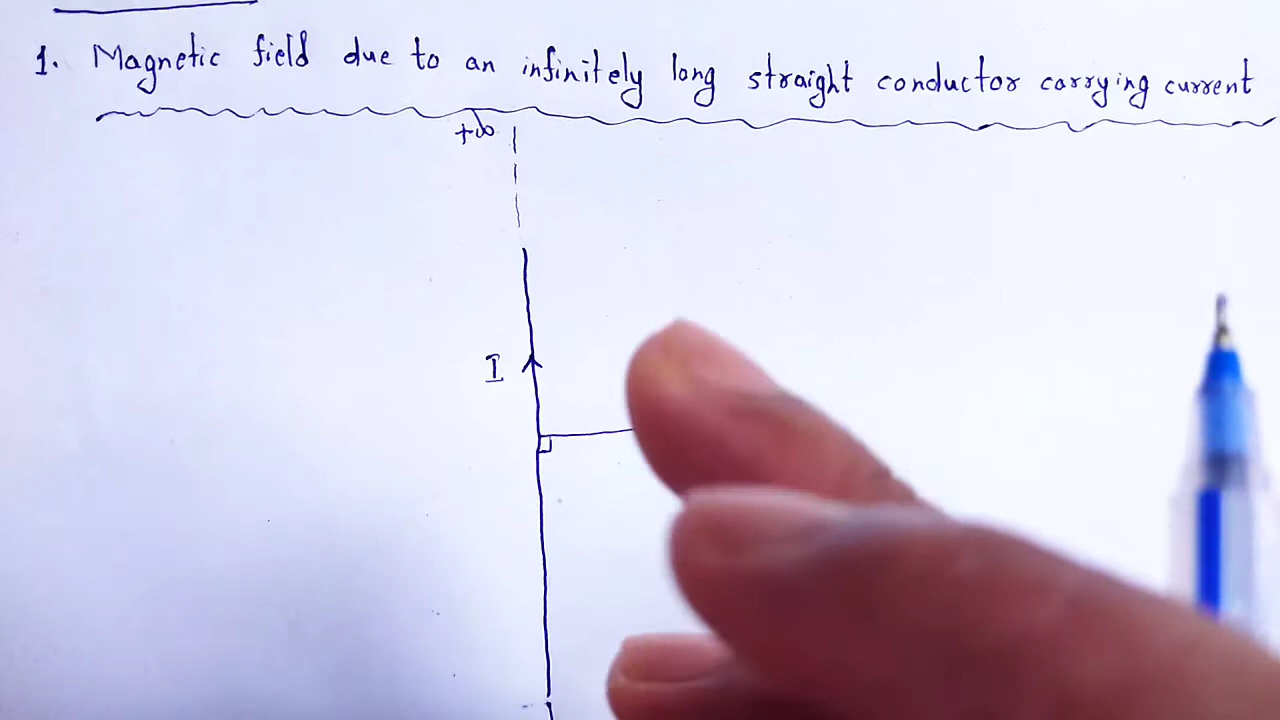 1. Magnetic field due to an infinitely long straight conductor carrying current
+∞
I